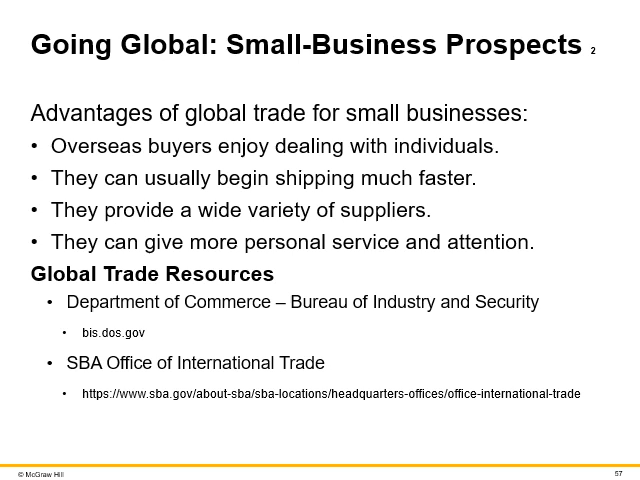 Going Global: Small-Business Prospects 2
Advantages of global trade for small businesses:
• Overseas buyers enjoy dealing with individuals.
• They can usually begin shipping much faster.
• They provide a wide variety of suppliers.
• They can give more personal service and attention.
Global Trade Resources
• Department of Commerce – Bureau of Industry and Security
• bis.dos.gov
• SBA Office of International Trade
• https://www.sba.gov/about-sba/sba-locations/headquarters-offices/office-international-trade
© McGraw Hill
57